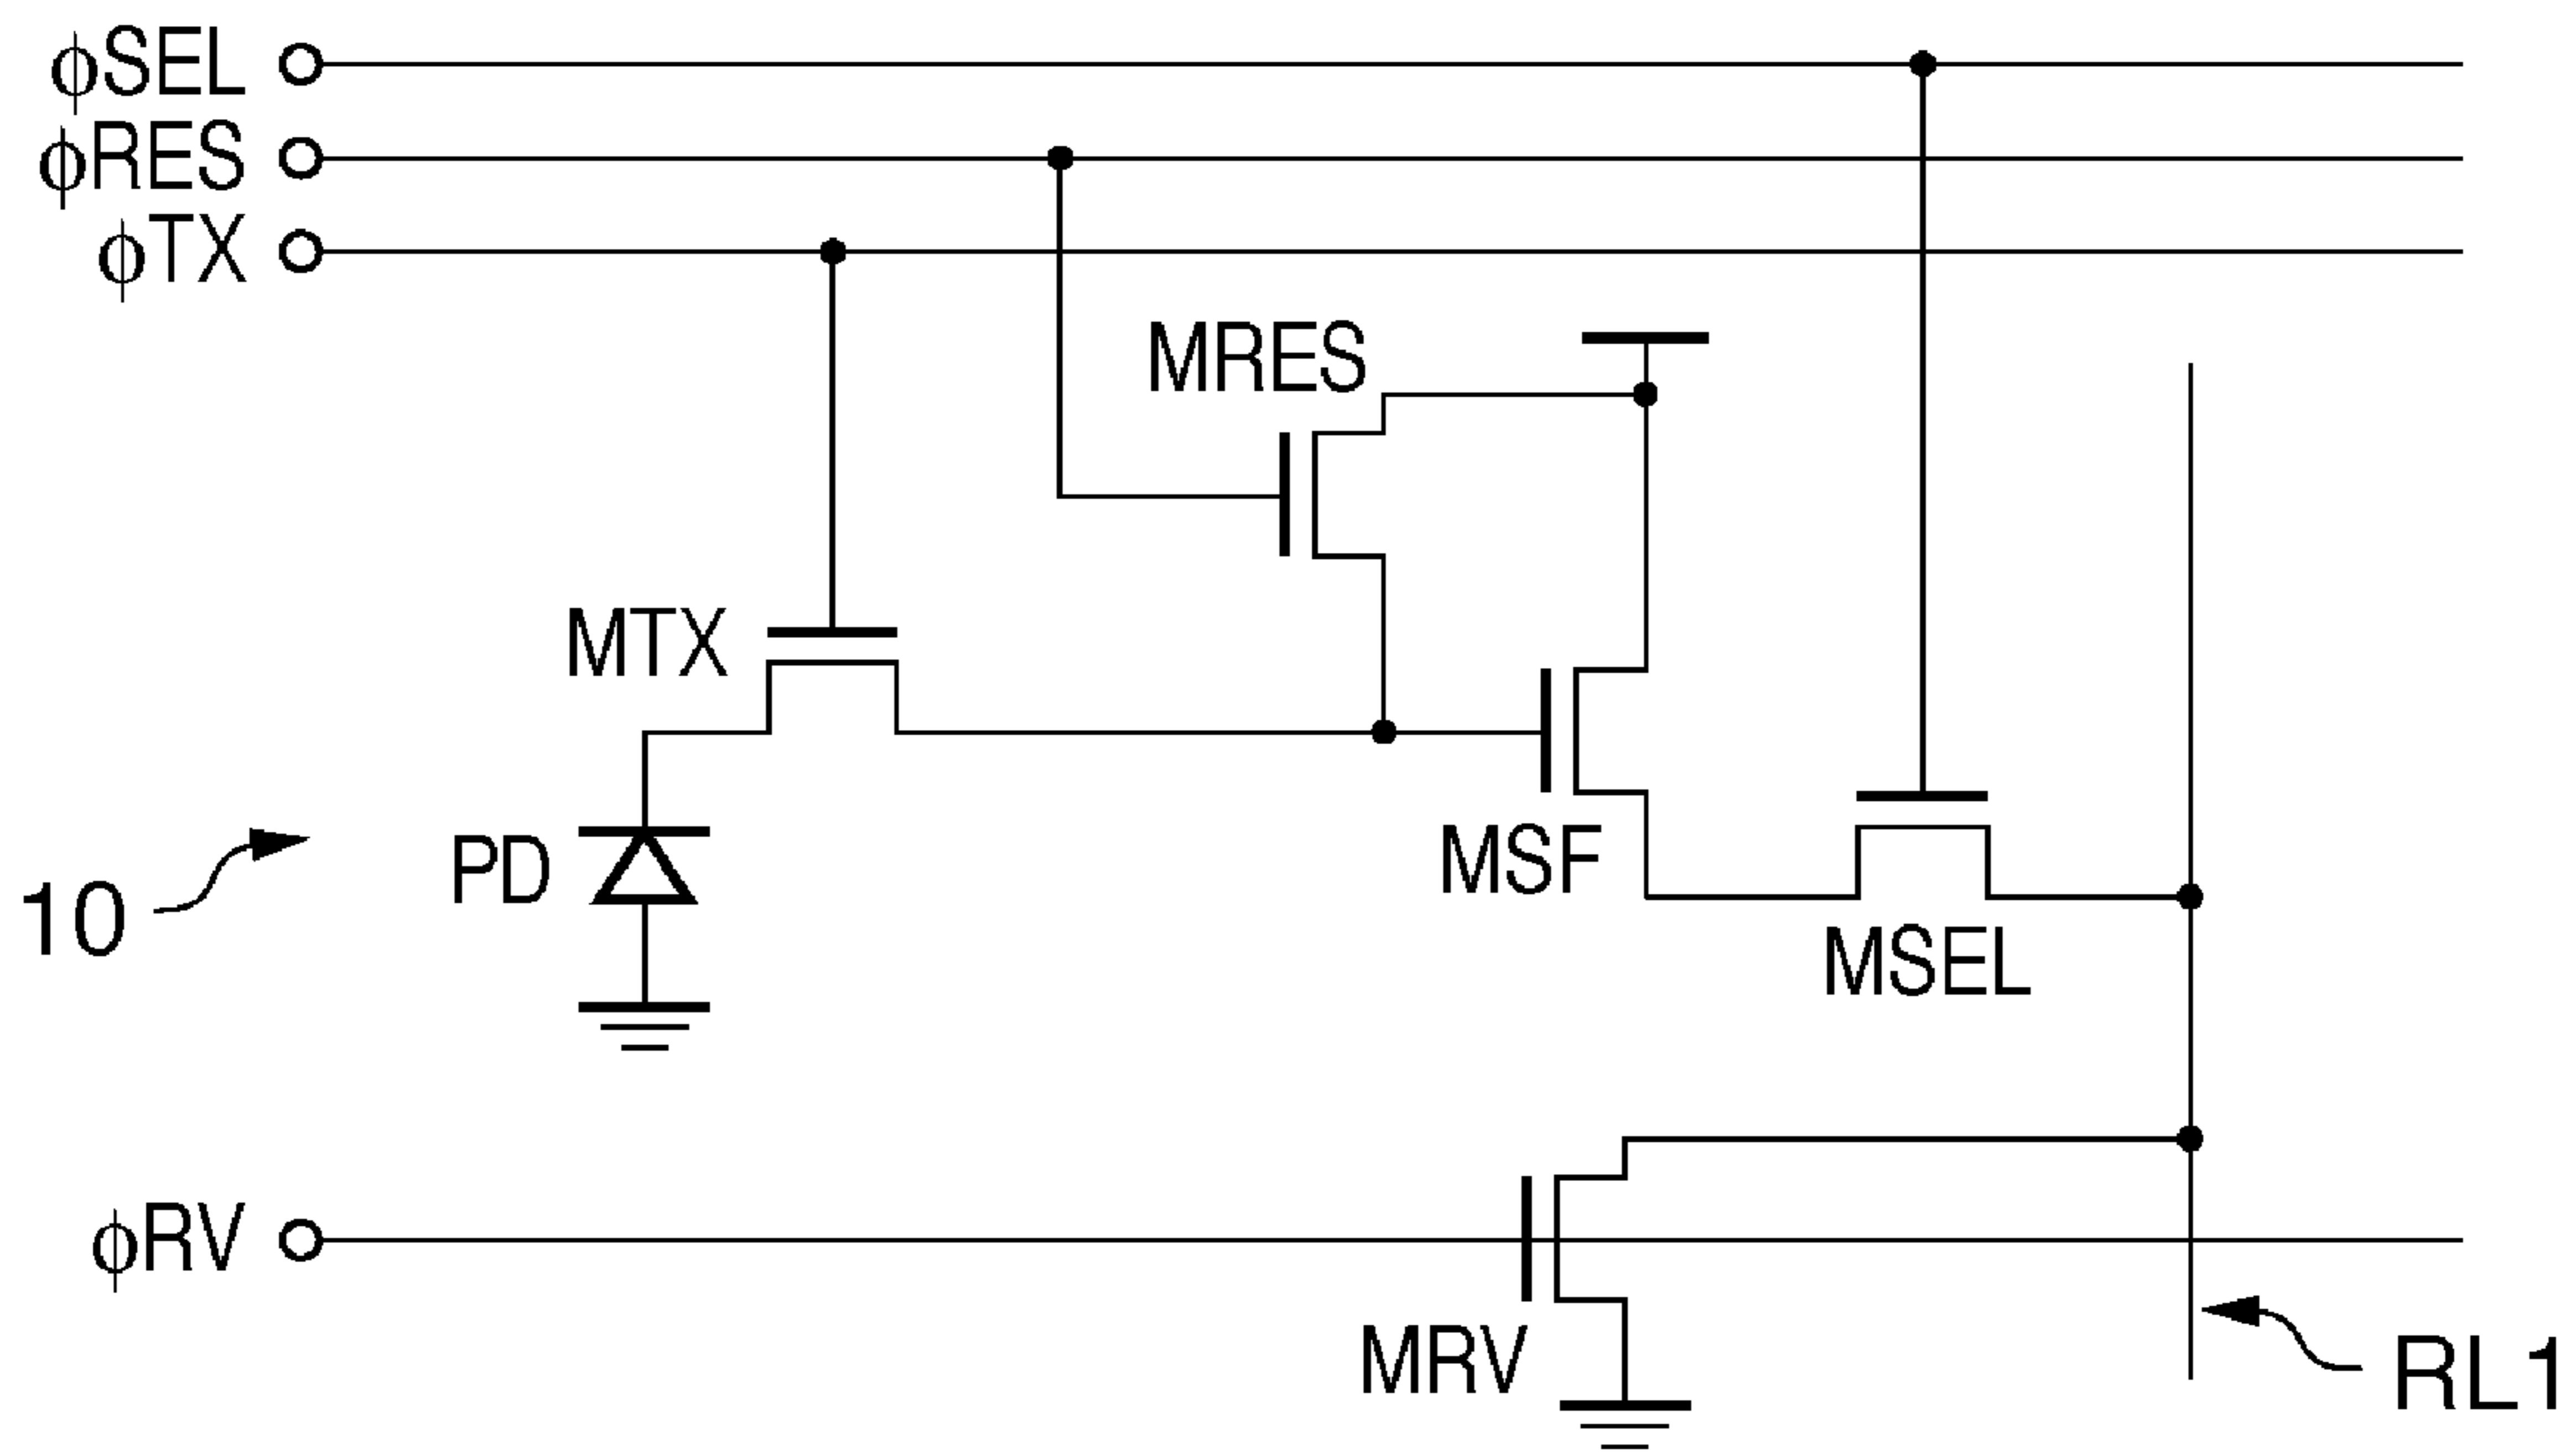 ϕSEL
ϕRES
ϕTX
MRES
MTX
PD
MSF
10
MSEL
ϕRV
MRV
RL1